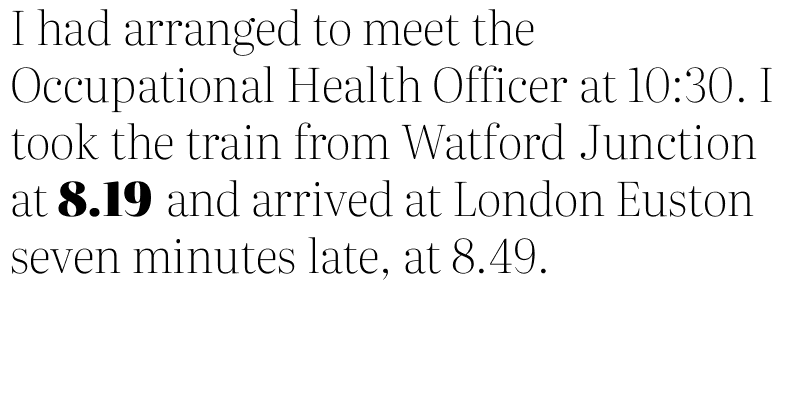 I had arranged to meet the
Occupational Health Officer at 10:30. I
took the train from Watford Junction
at 8.19 and arrived at London Euston
seven minutes late, at 8.49.